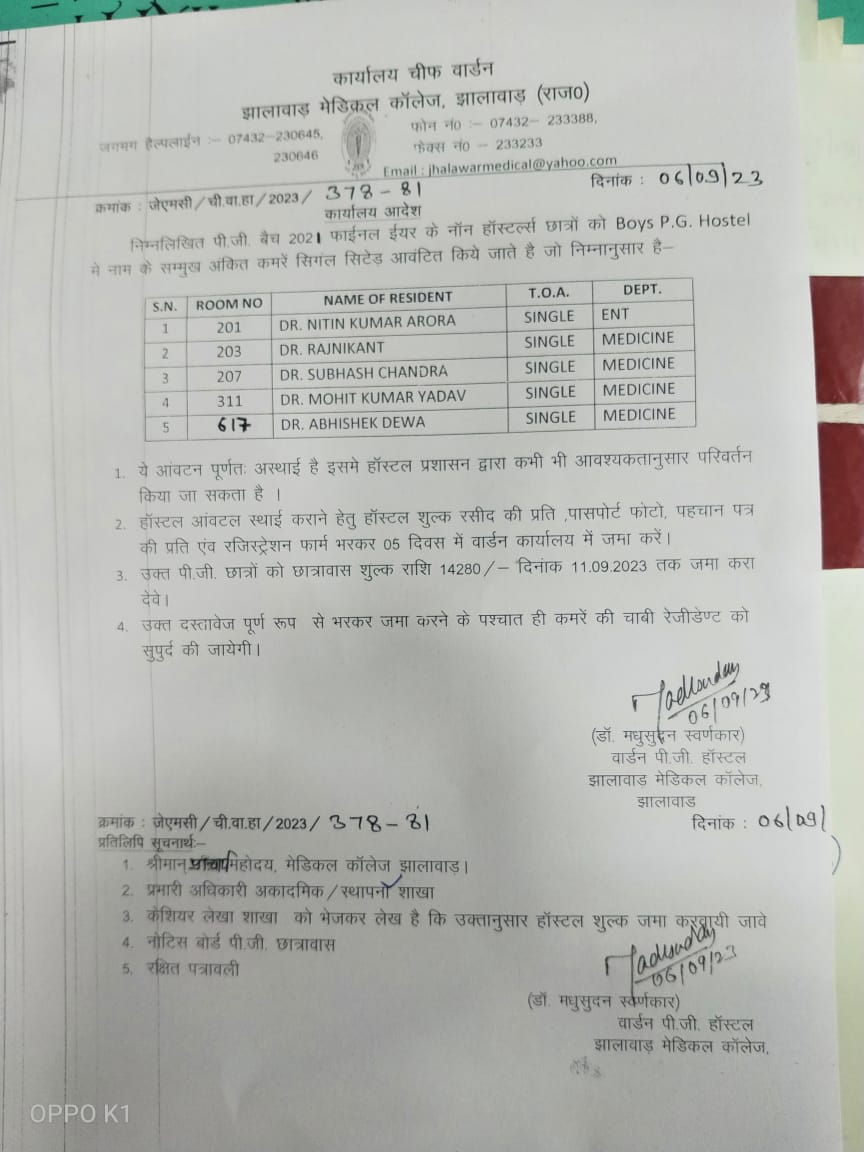 कार्यालय चीफ वार्डन
झालावाड़ मेडिकल कॉलेज, झालावाड़ (राज0)
जगमग हैल्पलाईन :– 07432–230645, फोन नं0 :– 07432– 233388,
230646 फेक्स नं0 – 233233
Email : jhalawarmedical@yahoo.com
क्रमांक : जेएमसी/ची.वा.हा/2023/ 378-81 दिनांक : 06/09/23
कार्यालय आदेश
निम्नलिखित पी.जी. बैच 2021 फाईनल ईयर के नॉन हॉस्टर्ल्स छात्रों को Boys P.G. Hostel
मे नाम के सम्मुख अंकित कमरें सिगंल सिटेड़ आवंटित किये जाते है जो निम्नानुसार है–
S.N. ROOM NO NAME OF RESIDENT T.O.A. DEPT.
1 201 DR. NITIN KUMAR ARORA SINGLE ENT
2 203 DR. RAJNIKANT SINGLE MEDICINE
3 207 DR. SUBHASH CHANDRA SINGLE MEDICINE
4 311 DR. MOHIT KUMAR YADAV SINGLE MEDICINE
5 617 DR. ABHISHEK DEWA SINGLE MEDICINE
1. ये आंवटन पूर्णतः अस्थाई है इसमे हॉस्टल प्रशासन द्वारा कभी भी आवश्यकतानुसार परिवर्तन
किया जा सकता है ।
2. हॉस्टल आंवटल स्थाई कराने हेतु हॉस्टल शुल्क रसीद की प्रति ,पासपोर्ट फोटो, पहचान पत्र
की प्रति एंव रजिस्ट्रेशन फार्म भरकर 05 दिवस में वार्डन कार्यालय में जमा करें।
3. उक्त पी.जी. छात्रों को छात्रावास शुल्क राशि 14280/– दिनांक 11.09.2023 तक जमा करा
देवे।
4. उक्त दस्तावेज पूर्ण रूप से भरकर जमा करने के पश्चात ही कमरें की चाबी रेजीडेण्ट को
सुपुर्द की जायेगी।
06/09/23
(डॉ. मधुसुदन स्वर्णकार)
वार्डन पी.जी. हॉस्टल
झालावाड़ मेडिकल कॉलेज,
झालावाड
क्रमांक : जेएमसी/ची.वा.हा/2023/ 378-81 दिनांक : 06/09/
प्रतिलिपि सूचनार्थ:–
1. श्रीमान् महोदय, मेडिकल कॉलेज झालावाड़।
2. प्रभारी अधिकारी अकादमिक/स्थापना शाखा
3. केशियर लेखा शाखा को भेजकर लेख है कि उक्तानुसार हॉस्टल शुल्क जमा करवायी जावे
4. नोटिस बोर्ड पी.जी. छात्रावास
5. रक्षित पत्रावली
06/09/23
(डॉ. मधुसुदन स्वर्णकार)
वार्डन पी.जी. हॉस्टल
झालावाड़ मेडिकल कॉलेज,
OPPO K1